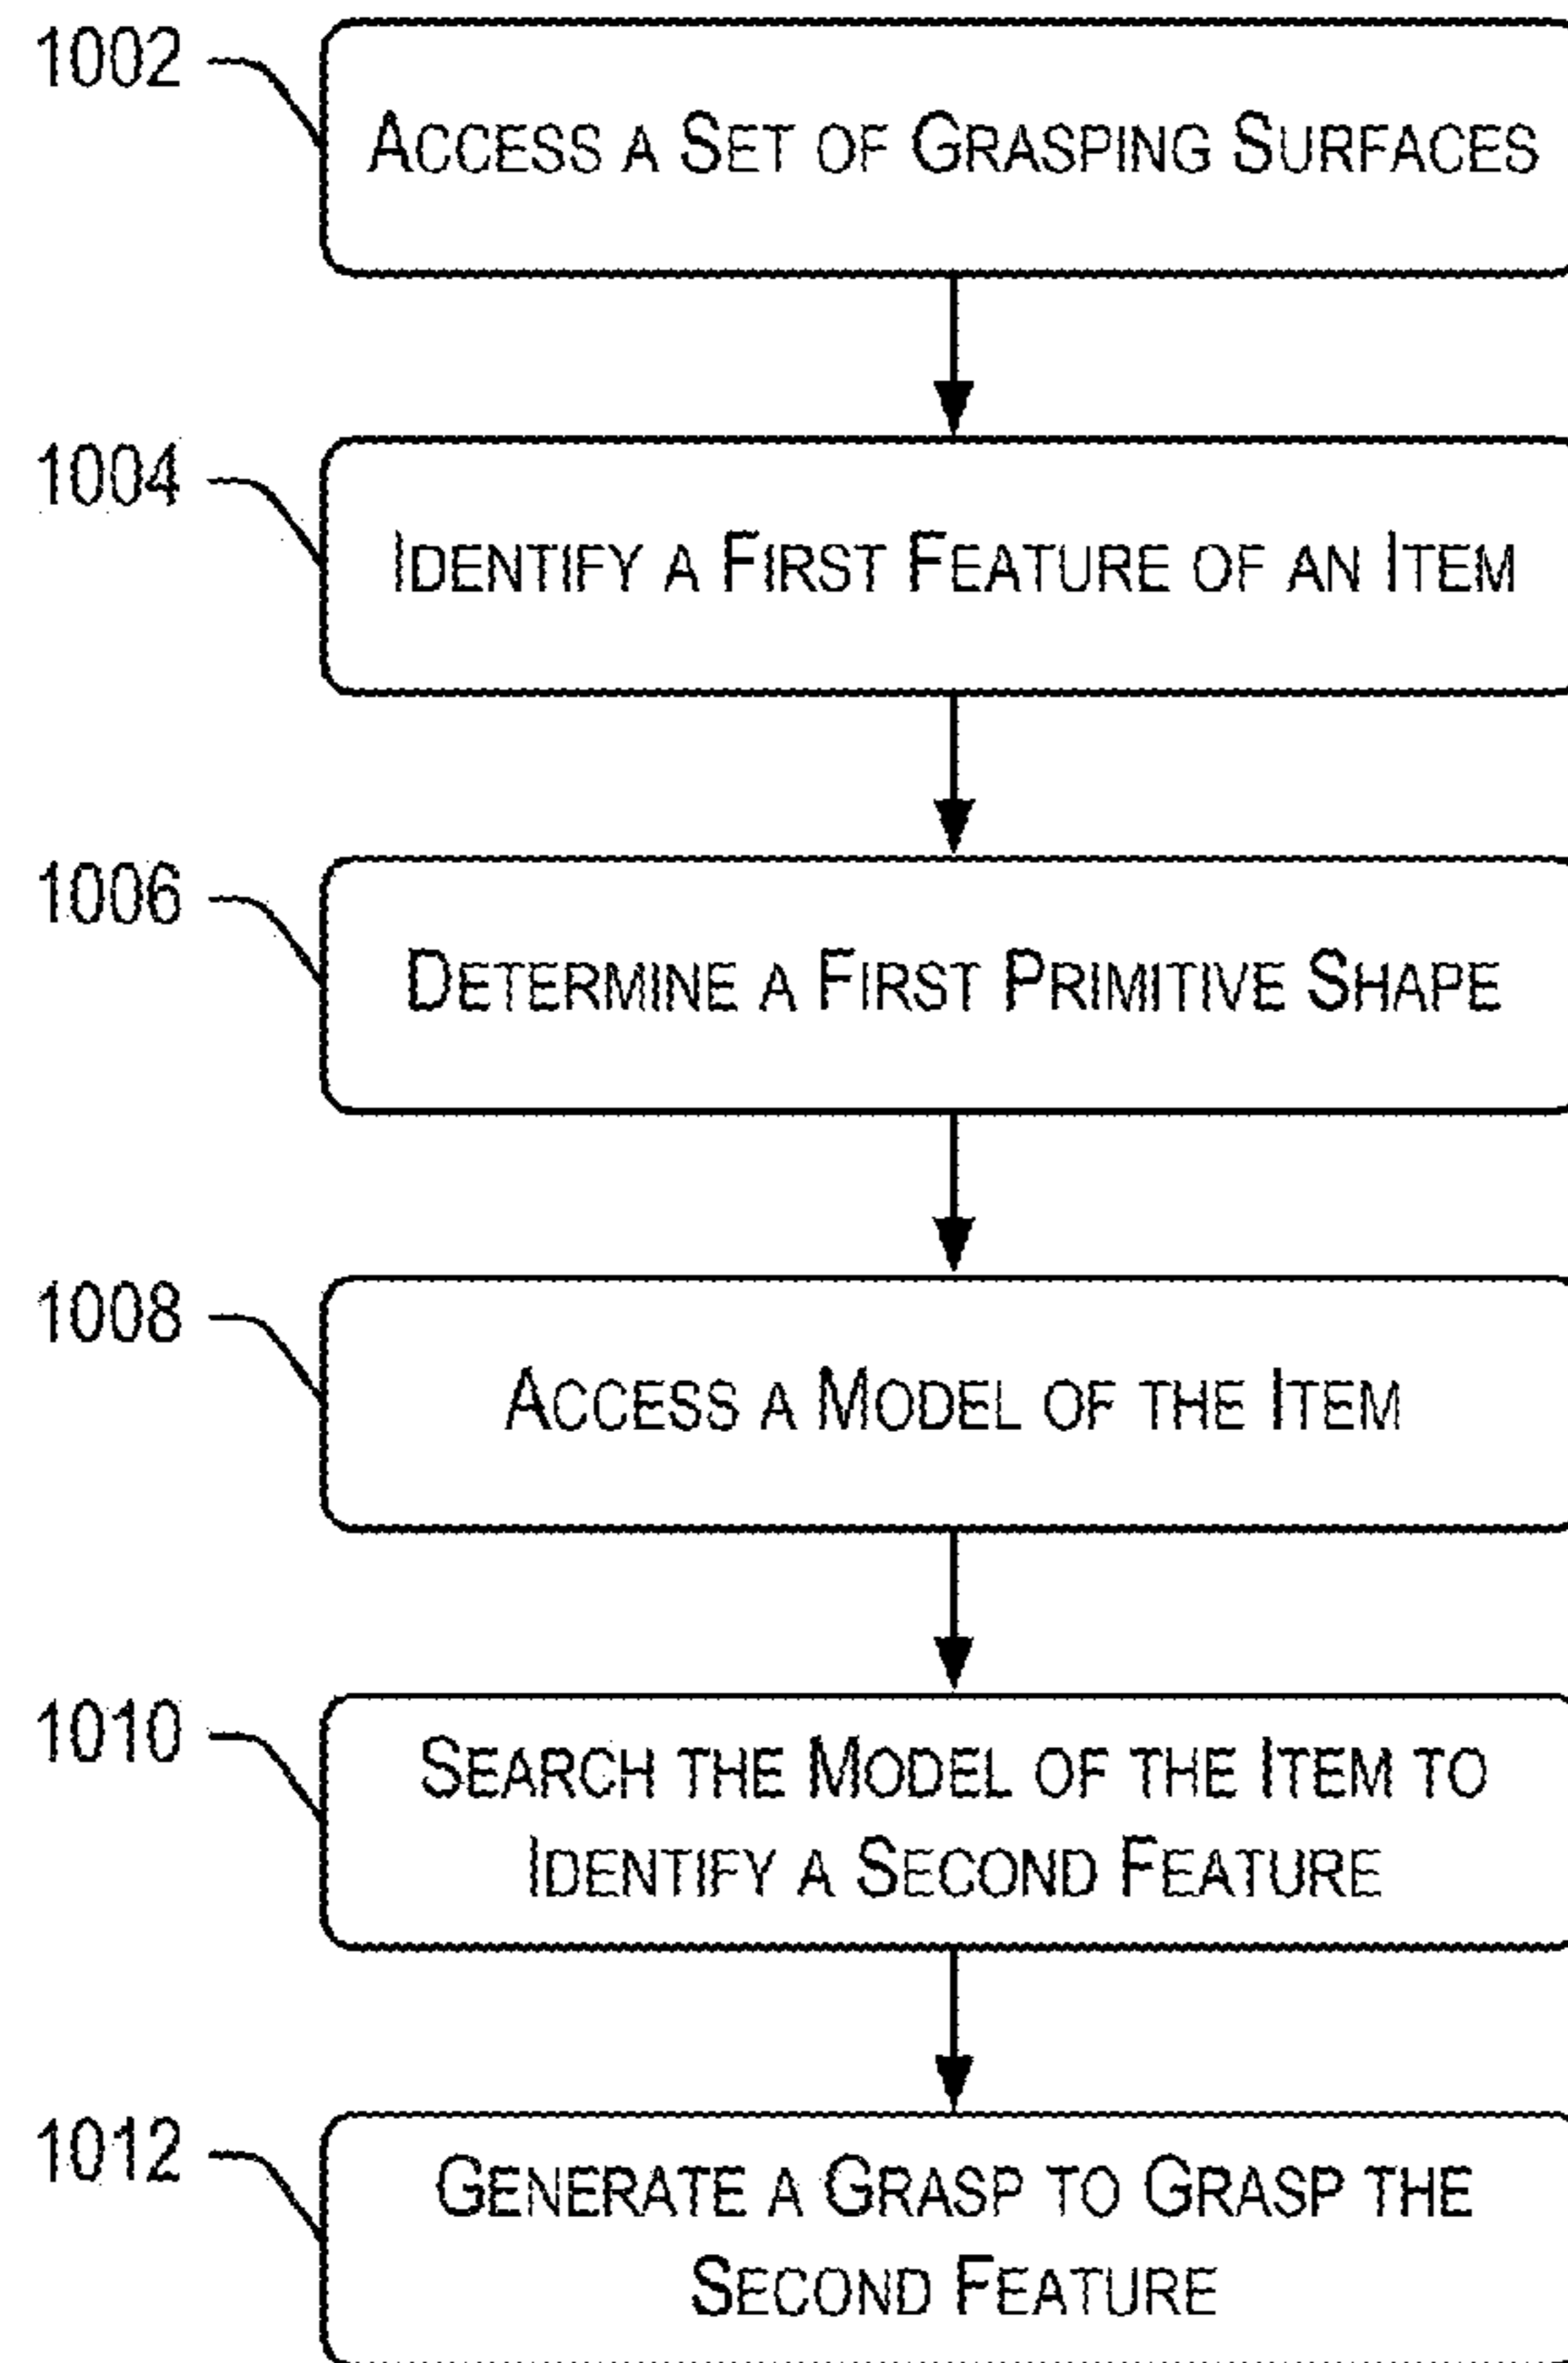 1002
ACCESS A SET OF GRASPING SURFACES
1004
IDENTIFY A FIRST FEATURE OF AN ITEM
1006
DETERMINE A FIRST PRIMITIVE SHAPE
1008
ACCESS A MODEL OF THE ITEM
1010
SEARCH THE MODEL OF THE ITEM TO
IDENTIFY A SECOND FEATURE
1012
GENERATE A GRASP TO GRASP THE
SECOND FEATURE